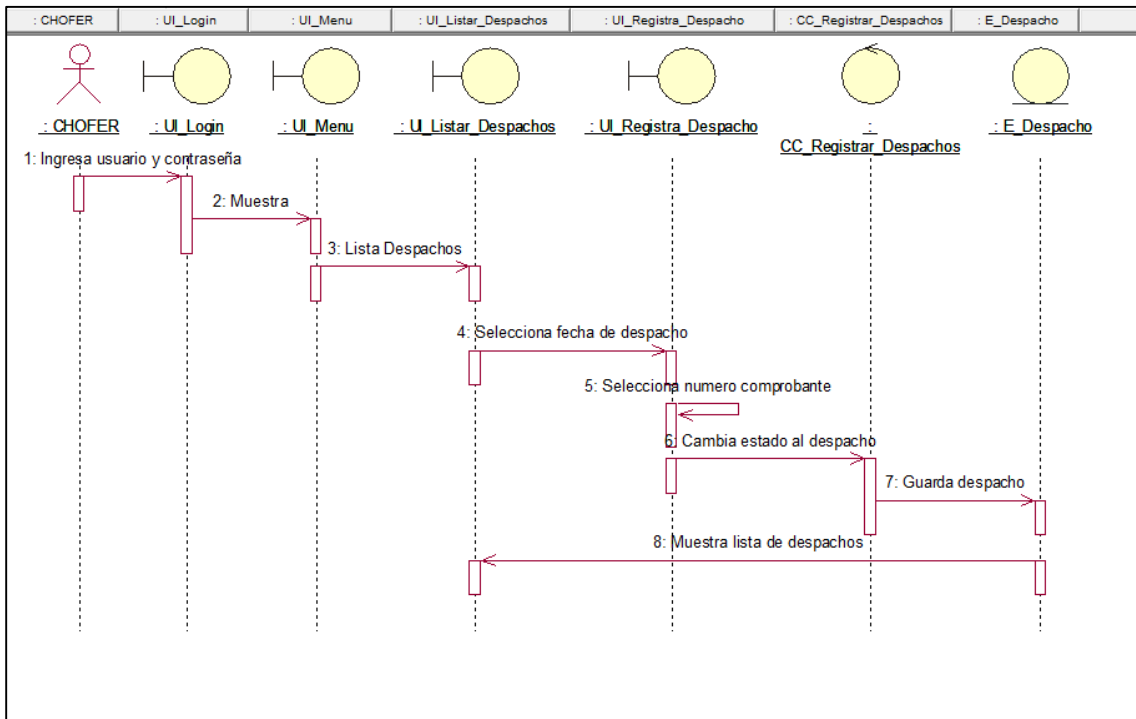 : CHOFER
: UI_Login
: UI_Menu
: UI_Listar_Despachos
: UI_Registra_Despacho
: CC_Registrar_Despachos
: E_Despacho
: CHOFER
: UI_Login
: UI_Menu
: UI_Listar_Despachos
: UI_Registra_Despacho
:
CC_Registrar_Despachos
: E_Despacho
1: Ingresa usuario y contraseña
2: Muestra
3: Lista Despachos
4: Selecciona fecha de despacho
5: Selecciona numero comprobante
6: Cambia estado al despacho
7: Guarda despacho
8: Muestra lista de despachos